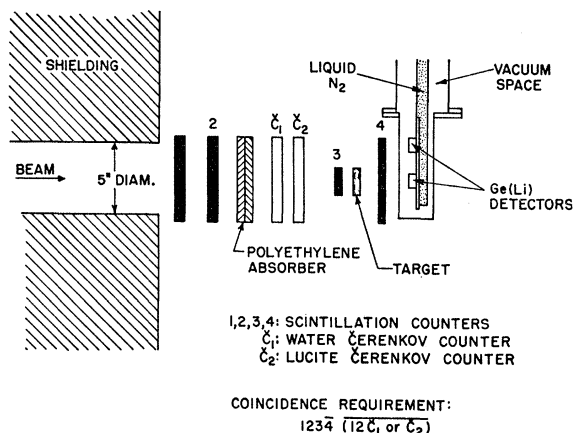 SHIELDING
LIQUID
N2
VACUUM
SPACE
2
Č1
Č2
4
3
BEAM
5" DIAM.
Ge(Li)
DETECTORS
POLYETHYLENE
ABSORBER
TARGET
1,2,3,4: SCINTILLATION COUNTERS
Č1: WATER ČERENKOV COUNTER
Č2: LUCITE ČERENKOV COUNTER
COINCIDENCE REQUIREMENT:
1234̅ (12Č1 or Č2)